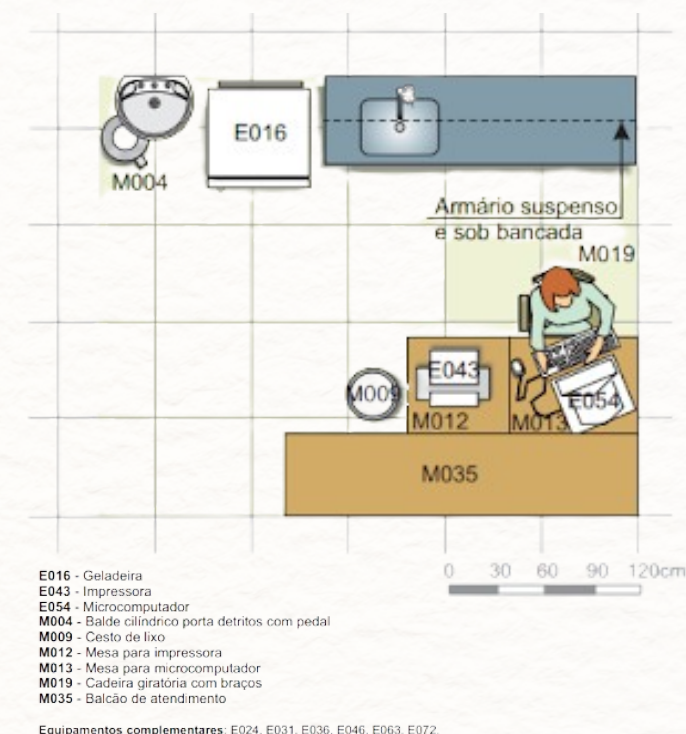 E016
M004
Armário suspenso
e sob bancada
M019
E043
M009
E054
M012
M013
M035
0 30 60 90 120cm
E016 - Geladeira
E043 - Impressora
E054 - Microcomputador
M004 - Balde cilíndrico porta detritos com pedal
M009 - Cesto de lixo
M012 - Mesa para impressora
M013 - Mesa para microcomputador
M019 - Cadeira giratória com braços
M035 - Balcão de atendimento
Equipamentos complementares: E024, E031, E036, E046, E063, E072.